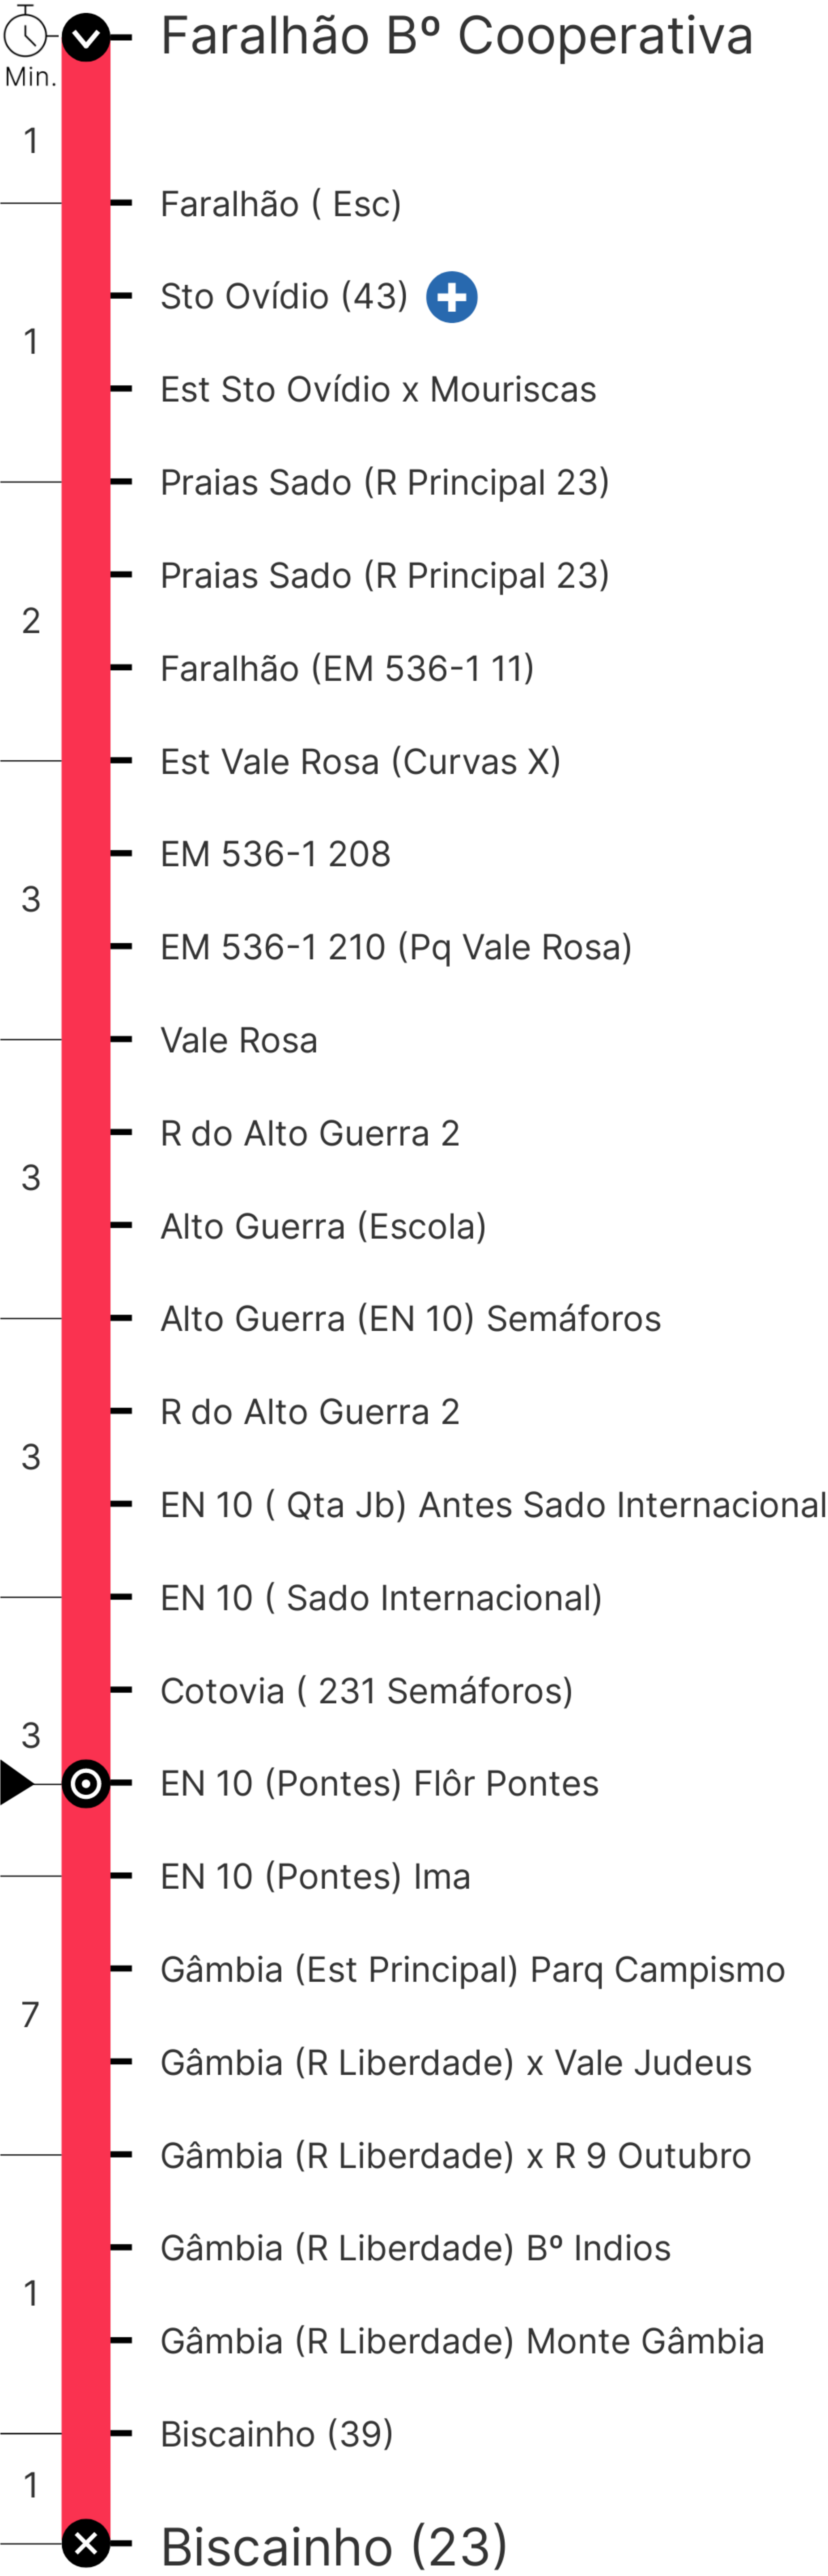 Faralhão Bº Cooperativa
Min.
1
Faralhão ( Esc)
Sto Ovídio (43)
1
Est Sto Ovídio x Mouriscas
Praias Sado (R Principal 23)
Praias Sado (R Principal 23)
2
Faralhão (EM 536-1 11)
Est Vale Rosa (Curvas X)
EM 536-1 208
3
EM 536-1 210 (Pq Vale Rosa)
Vale Rosa
R do Alto Guerra 2
3
Alto Guerra (Escola)
Alto Guerra (EN 10) Semáforos
R do Alto Guerra 2
3
EN 10 ( Qta Jb) Antes Sado Internacional
EN 10 ( Sado Internacional)
Cotovia ( 231 Semáforos)
3
EN 10 (Pontes) Flôr Pontes
EN 10 (Pontes) Ima
Gâmbia (Est Principal) Parq Campismo
7
Gâmbia (R Liberdade) x Vale Judeus
Gâmbia (R Liberdade) x R 9 Outubro
Gâmbia (R Liberdade) Bº Indios
1
Gâmbia (R Liberdade) Monte Gâmbia
Biscainho (39)
1
Biscainho (23)